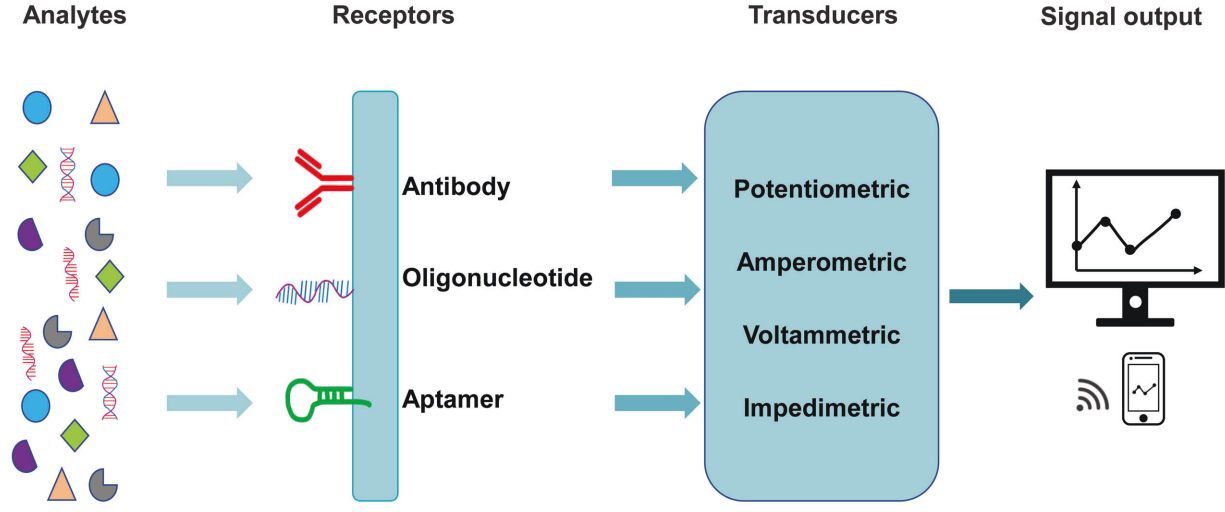 Analytes
Receptors
Transducers
Signal output
Antibody
Oligonucleotide
Aptamer
Potentiometric
Amperometric
Voltammetric
Impedimetric